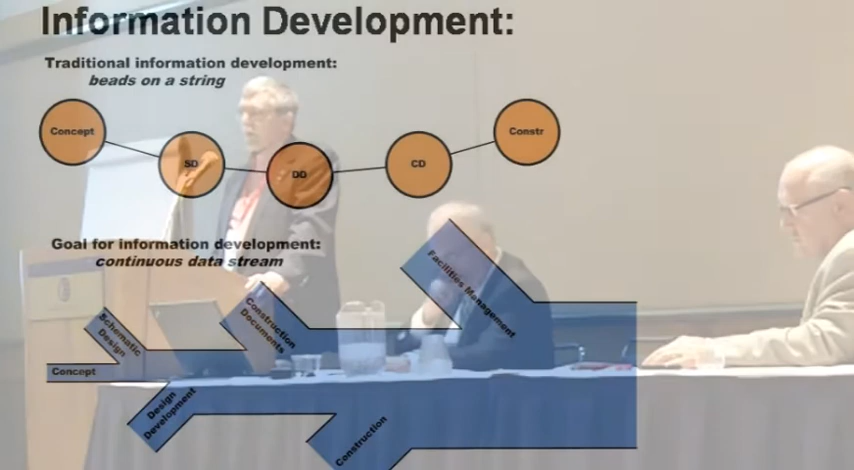 Information Development:
Traditional information development:
beads on a string
Concept
SD
DD
CD
Constr
Goal for information development:
continuous data stream
Facilities Management
Construction
Documents
Schematic
Design
Concept
Design
Development
Construction